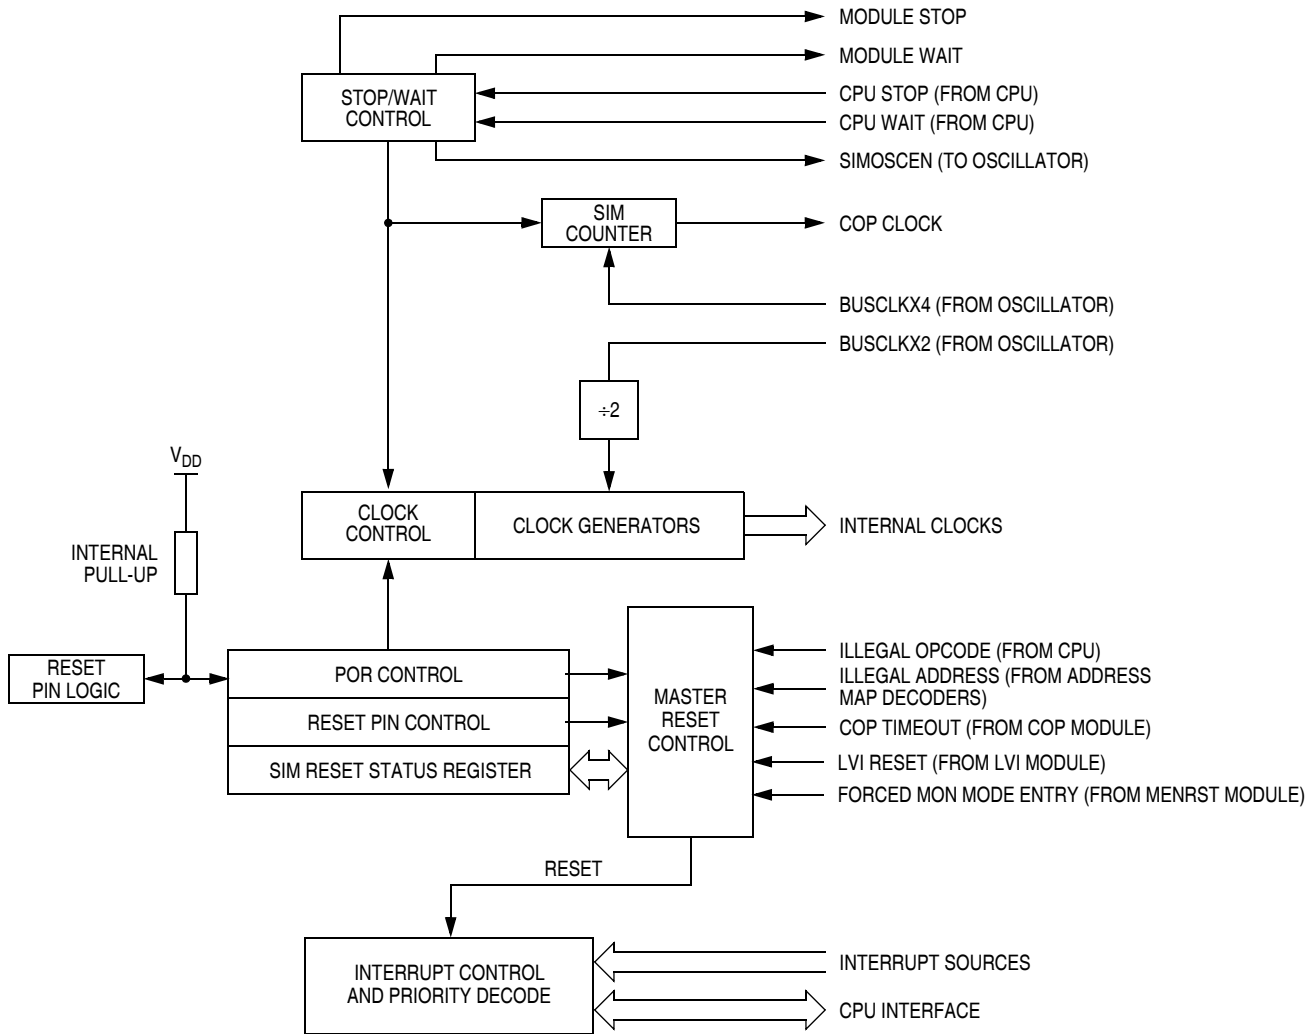 MODULE STOP
MODULE WAIT
STOP/WAIT
CONTROL
CPU STOP (FROM CPU)
CPU WAIT (FROM CPU)
SIMOSCEN (TO OSCILLATOR)
SIM
COUNTER
COP CLOCK
BUSCLKX4 (FROM OSCILLATOR)
BUSCLKX2 (FROM OSCILLATOR)
÷2
VDD
INTERNAL
PULL-UP
CLOCK
CONTROL
CLOCK GENERATORS
INTERNAL CLOCKS
RESET
PIN LOGIC
POR CONTROL
RESET PIN CONTROL
SIM RESET STATUS REGISTER
MASTER
RESET
CONTROL
ILLEGAL OPCODE (FROM CPU)
ILLEGAL ADDRESS (FROM ADDRESS
MAP DECODERS)
COP TIMEOUT (FROM COP MODULE)
LVI RESET (FROM LVI MODULE)
FORCED MON MODE ENTRY (FROM MENRST MODULE)
RESET
INTERRUPT CONTROL
AND PRIORITY DECODE
INTERRUPT SOURCES
CPU INTERFACE